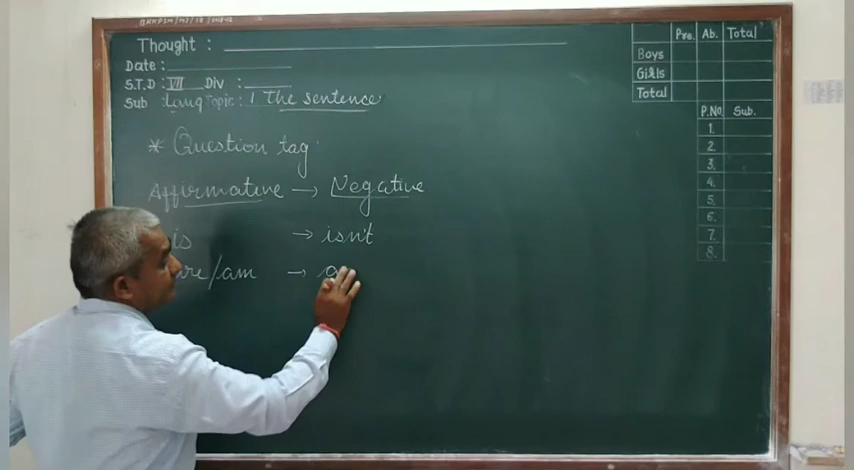 Thought :
Date :
S.T.D : VII Div :
Sub : Lang Topic : 1 The sentence
* Question tag
Affirmative → Negative
is → isn't
are/am → a
Pre. Ab. Total
Boys
Girls
Total
P.No. Sub.
1.
2.
3.
4.
5.
6.
7.
8.